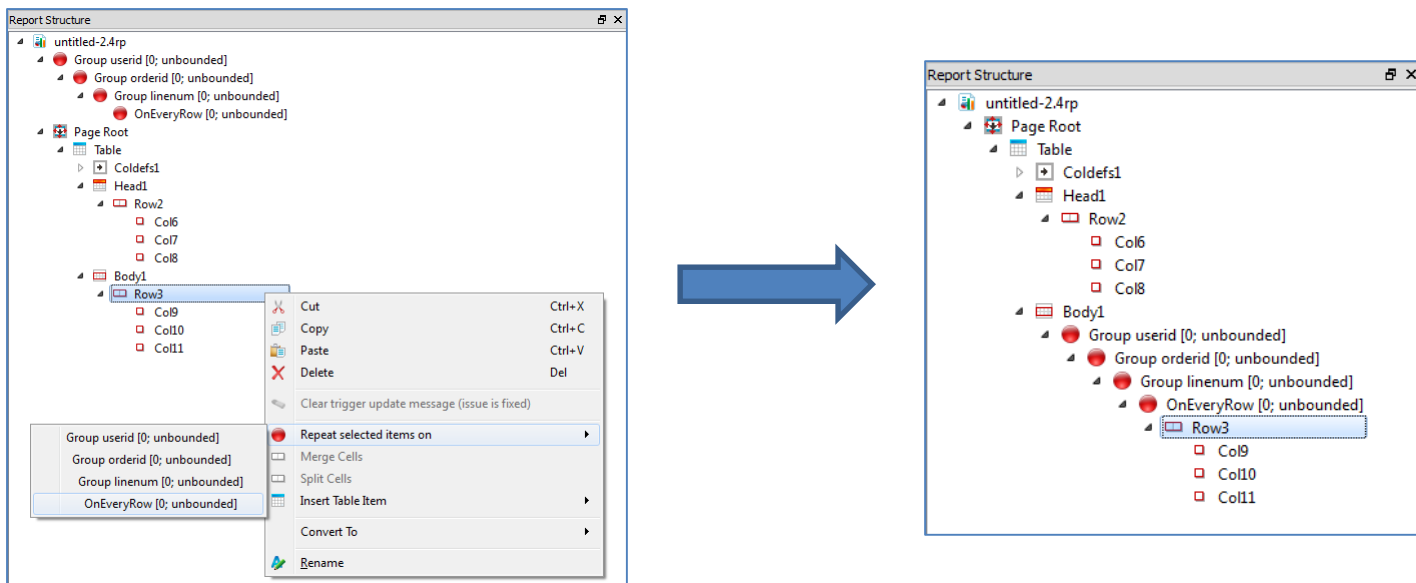 Report Structure
untitled-2.4rp
Group userid [0; unbounded]
Group orderid [0; unbounded]
Group linenum [0; unbounded]
OnEveryRow [0; unbounded]
Page Root
Table
Coldefs1
Head1
Row2
Col6
Col7
Col8
Body1
Row3
Col9
Col10
Col11
Cut Ctrl+X
Copy Ctrl+C
Paste Ctrl+V
Delete Del
Clear trigger update message (issue is fixed)
Repeat selected items on
Merge Cells
Split Cells
Insert Table Item
Convert To
Rename
Group userid [0; unbounded]
Group orderid [0; unbounded]
Group linenum [0; unbounded]
OnEveryRow [0; unbounded]
Report Structure
untitled-2.4rp
Page Root
Table
Coldefs1
Head1
Row2
Col6
Col7
Col8
Body1
Group userid [0; unbounded]
Group orderid [0; unbounded]
Group linenum [0; unbounded]
OnEveryRow [0; unbounded]
Row3
Col9
Col10
Col11